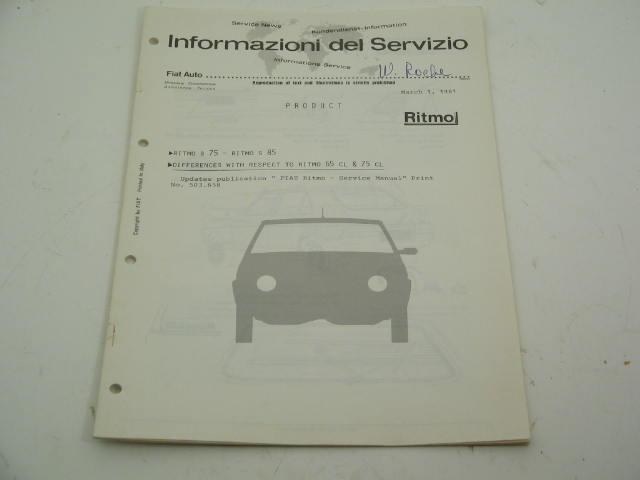 Service News
Kundendienst-Information
Informazioni del Servizio
Informations Service
Fiat Auto
Reproduction of text and illustrations is strictly prohibited
March 1, 1981
PRODUCT
Ritmo
▶RITMO S 75 - RITMO S 85
▶DIFFERENCES WITH RESPECT TO RITMO 65 CL & 75 CL
Updates publication " FIAT Ritmo - Service Manual" Print
No. 503.658
Copyright by FIAT Printed in Italy